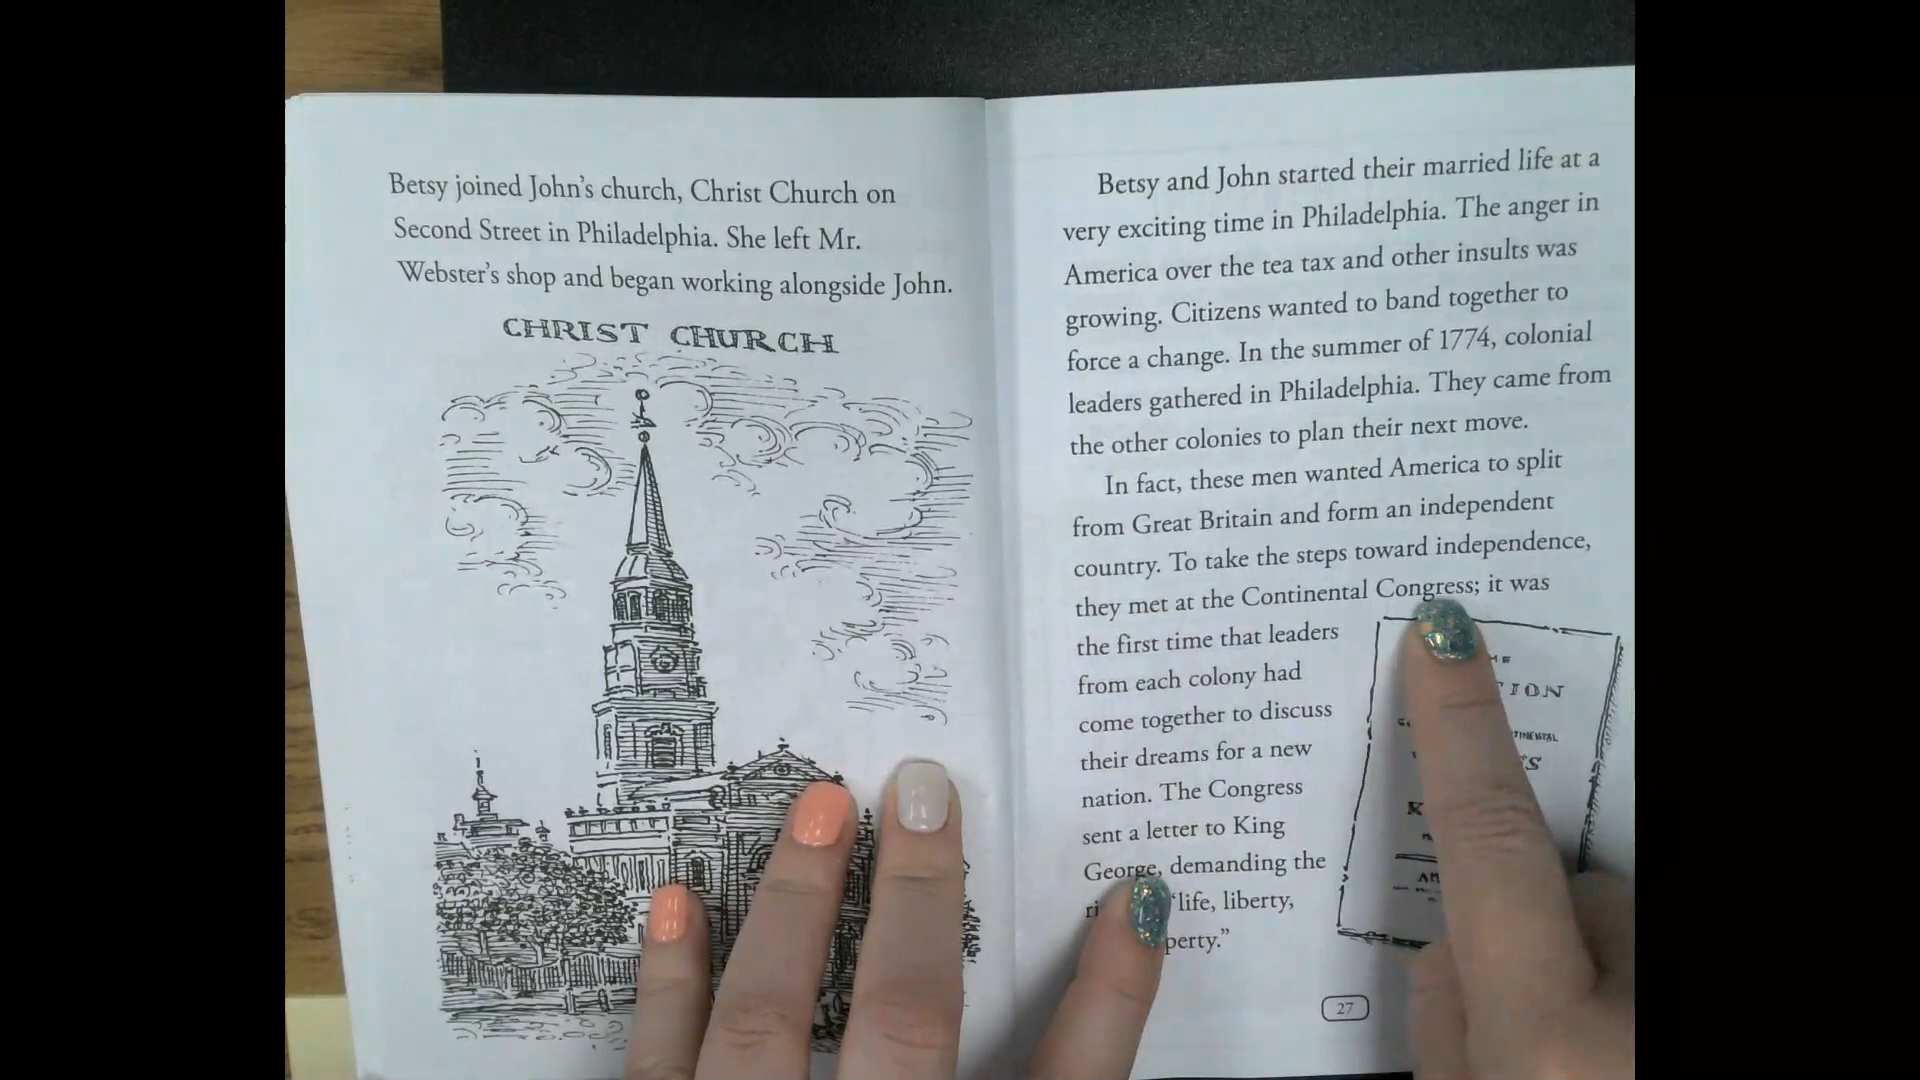 Betsy joined John's church, Christ Church on
Second Street in Philadelphia. She left Mr.
Webster's shop and began working alongside John.
CHRIST CHURCH
Betsy and John started their married life at a
very exciting time in Philadelphia. The anger in
America over the tea tax and other insults was
growing. Citizens wanted to band together to
force a change. In the summer of 1774, colonial
leaders gathered in Philadelphia. They came from
the other colonies to plan their next move.
In fact, these men wanted America to split
from Great Britain and form an independent
country. To take the steps toward independence,
they met at the Continental Congress; it was
the first time that leaders
from each colony had
come together to discuss
their dreams for a new
nation. The Congress
sent a letter to King
George, demanding the
"life, liberty,
27